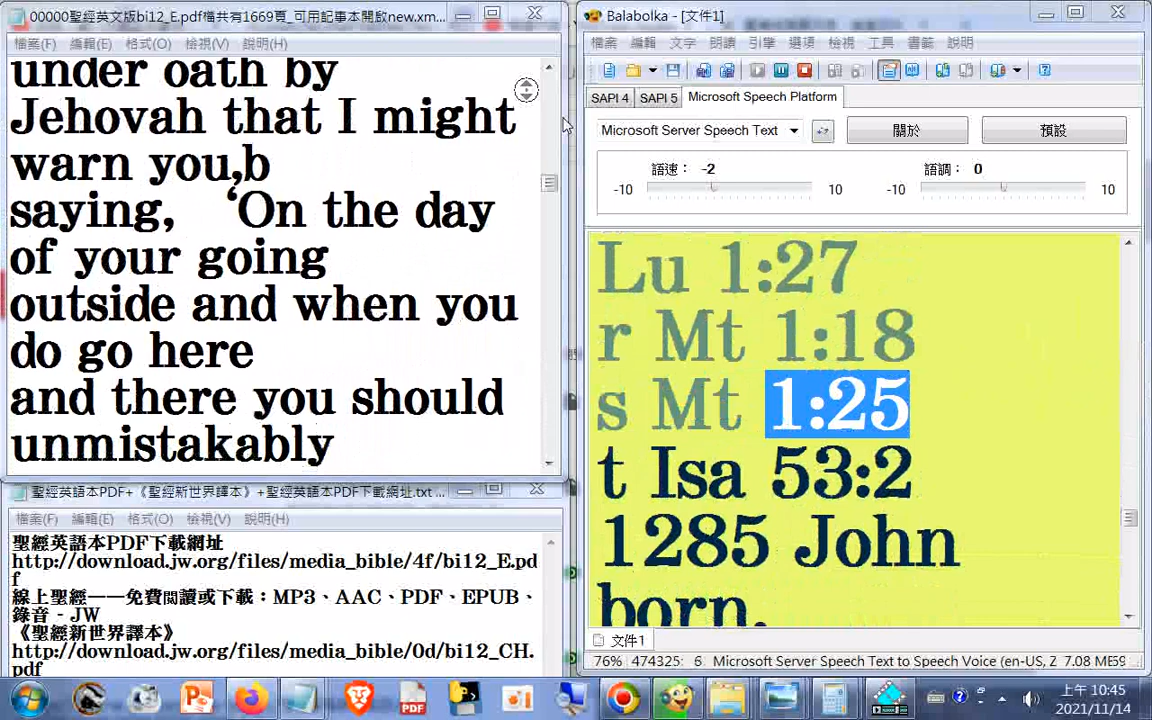 00000聖經英文版bi12_E.pdf檔共有1669頁_可用記事本開啟new.xm...
檔案(F) 編輯(E) 格式(O) 檢視(V) 說明(H)
under oath by
Jehovah that I might
warn you,b
saying, ‘On the day
of your going
outside and when you
do go here
and there you should
unmistakably
聖經英語本PDF+《聖經新世界譯本》+聖經英語本PDF下載網址.txt ...
檔案(F) 編輯(E) 格式(O) 檢視(V) 說明(H)
聖經英語本PDF下載網址
http://download.jw.org/files/media_bible/4f/bi12_E.pd
f
線上聖經——免費閱讀或下載：MP3、AAC、PDF、EPUB、
錄音 - JW
《聖經新世界譯本》
http://download.jw.org/files/media_bible/0d/bi12_CH.
pdf
Balabolka - [文件1]
檔案 編輯 文字 朗讀 引擎 選項 檢視 工具 書籤 說明
SAPI 4 SAPI 5 Microsoft Speech Platform
Microsoft Server Speech Text 關於 預設
語速： -2 語調： 0
-10 10 -10 10
Lu 1:27
r Mt 1:18
s Mt 1:25
t Isa 53:2
1285 John
born.
文件1
76% 474325: 6 Microsoft Server Speech Text to Speech Voice (en-US, Z 7.08 ME59
上午 10:45
2021/11/14